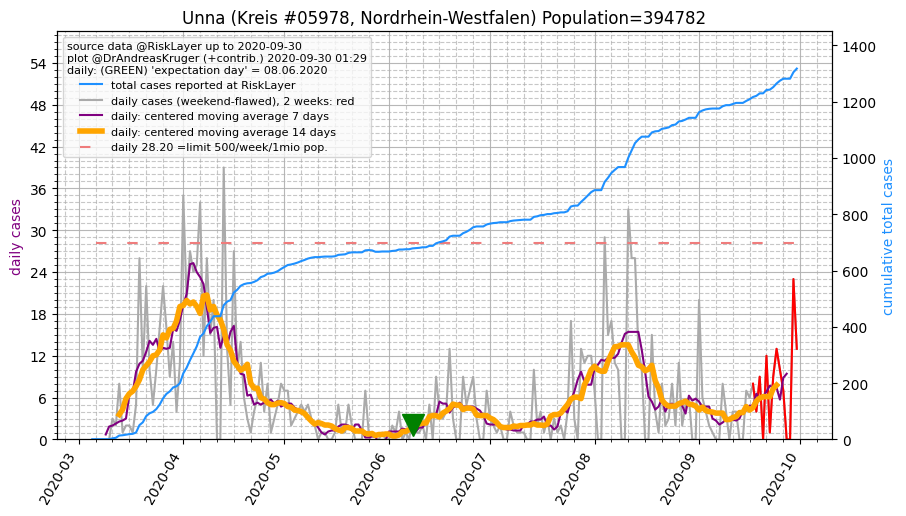 Unna (Kreis #05978, Nordrhein-Westfalen) Population=394782
source data @RiskLayer up to 2020-09-30
plot @DrAndreasKruger (+contrib.) 2020-09-30 01:29
daily: (GREEN) 'expectation day' = 08.06.2020
total cases reported at RiskLayer
daily cases (weekend-flawed), 2 weeks: red
daily: centered moving average 7 days
daily: centered moving average 14 days
daily 28.20 =limit 500/week/1mio pop.
daily cases
54
48
42
36
30
24
18
12
6
0
1400
1200
1000
800
600
400
200
0
cumulative total cases
2020-03
2020-04
2020-05
2020-06
2020-07
2020-08
2020-09
2020-10